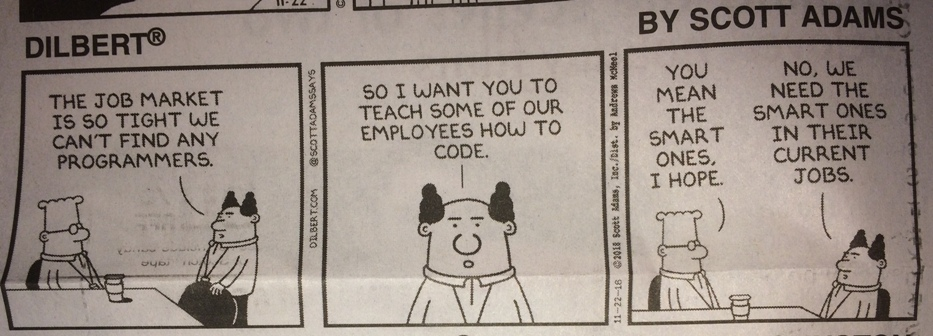 11-22
©
DILBERT®
BY SCOTT ADAMS
THE JOB MARKET
IS SO TIGHT WE
CAN'T FIND ANY
PROGRAMMERS.
DILBERT.COM @SCOTTADAMSSAYS
SO I WANT YOU TO
TEACH SOME OF OUR
EMPLOYEES HOW TO
CODE.
11-22-18 ©2018 Scott Adams, Inc./Dist. by Andrews McMeel
YOU
MEAN
THE
SMART
ONES,
I HOPE.
NO, WE
NEED THE
SMART ONES
IN THEIR
CURRENT
JOBS.